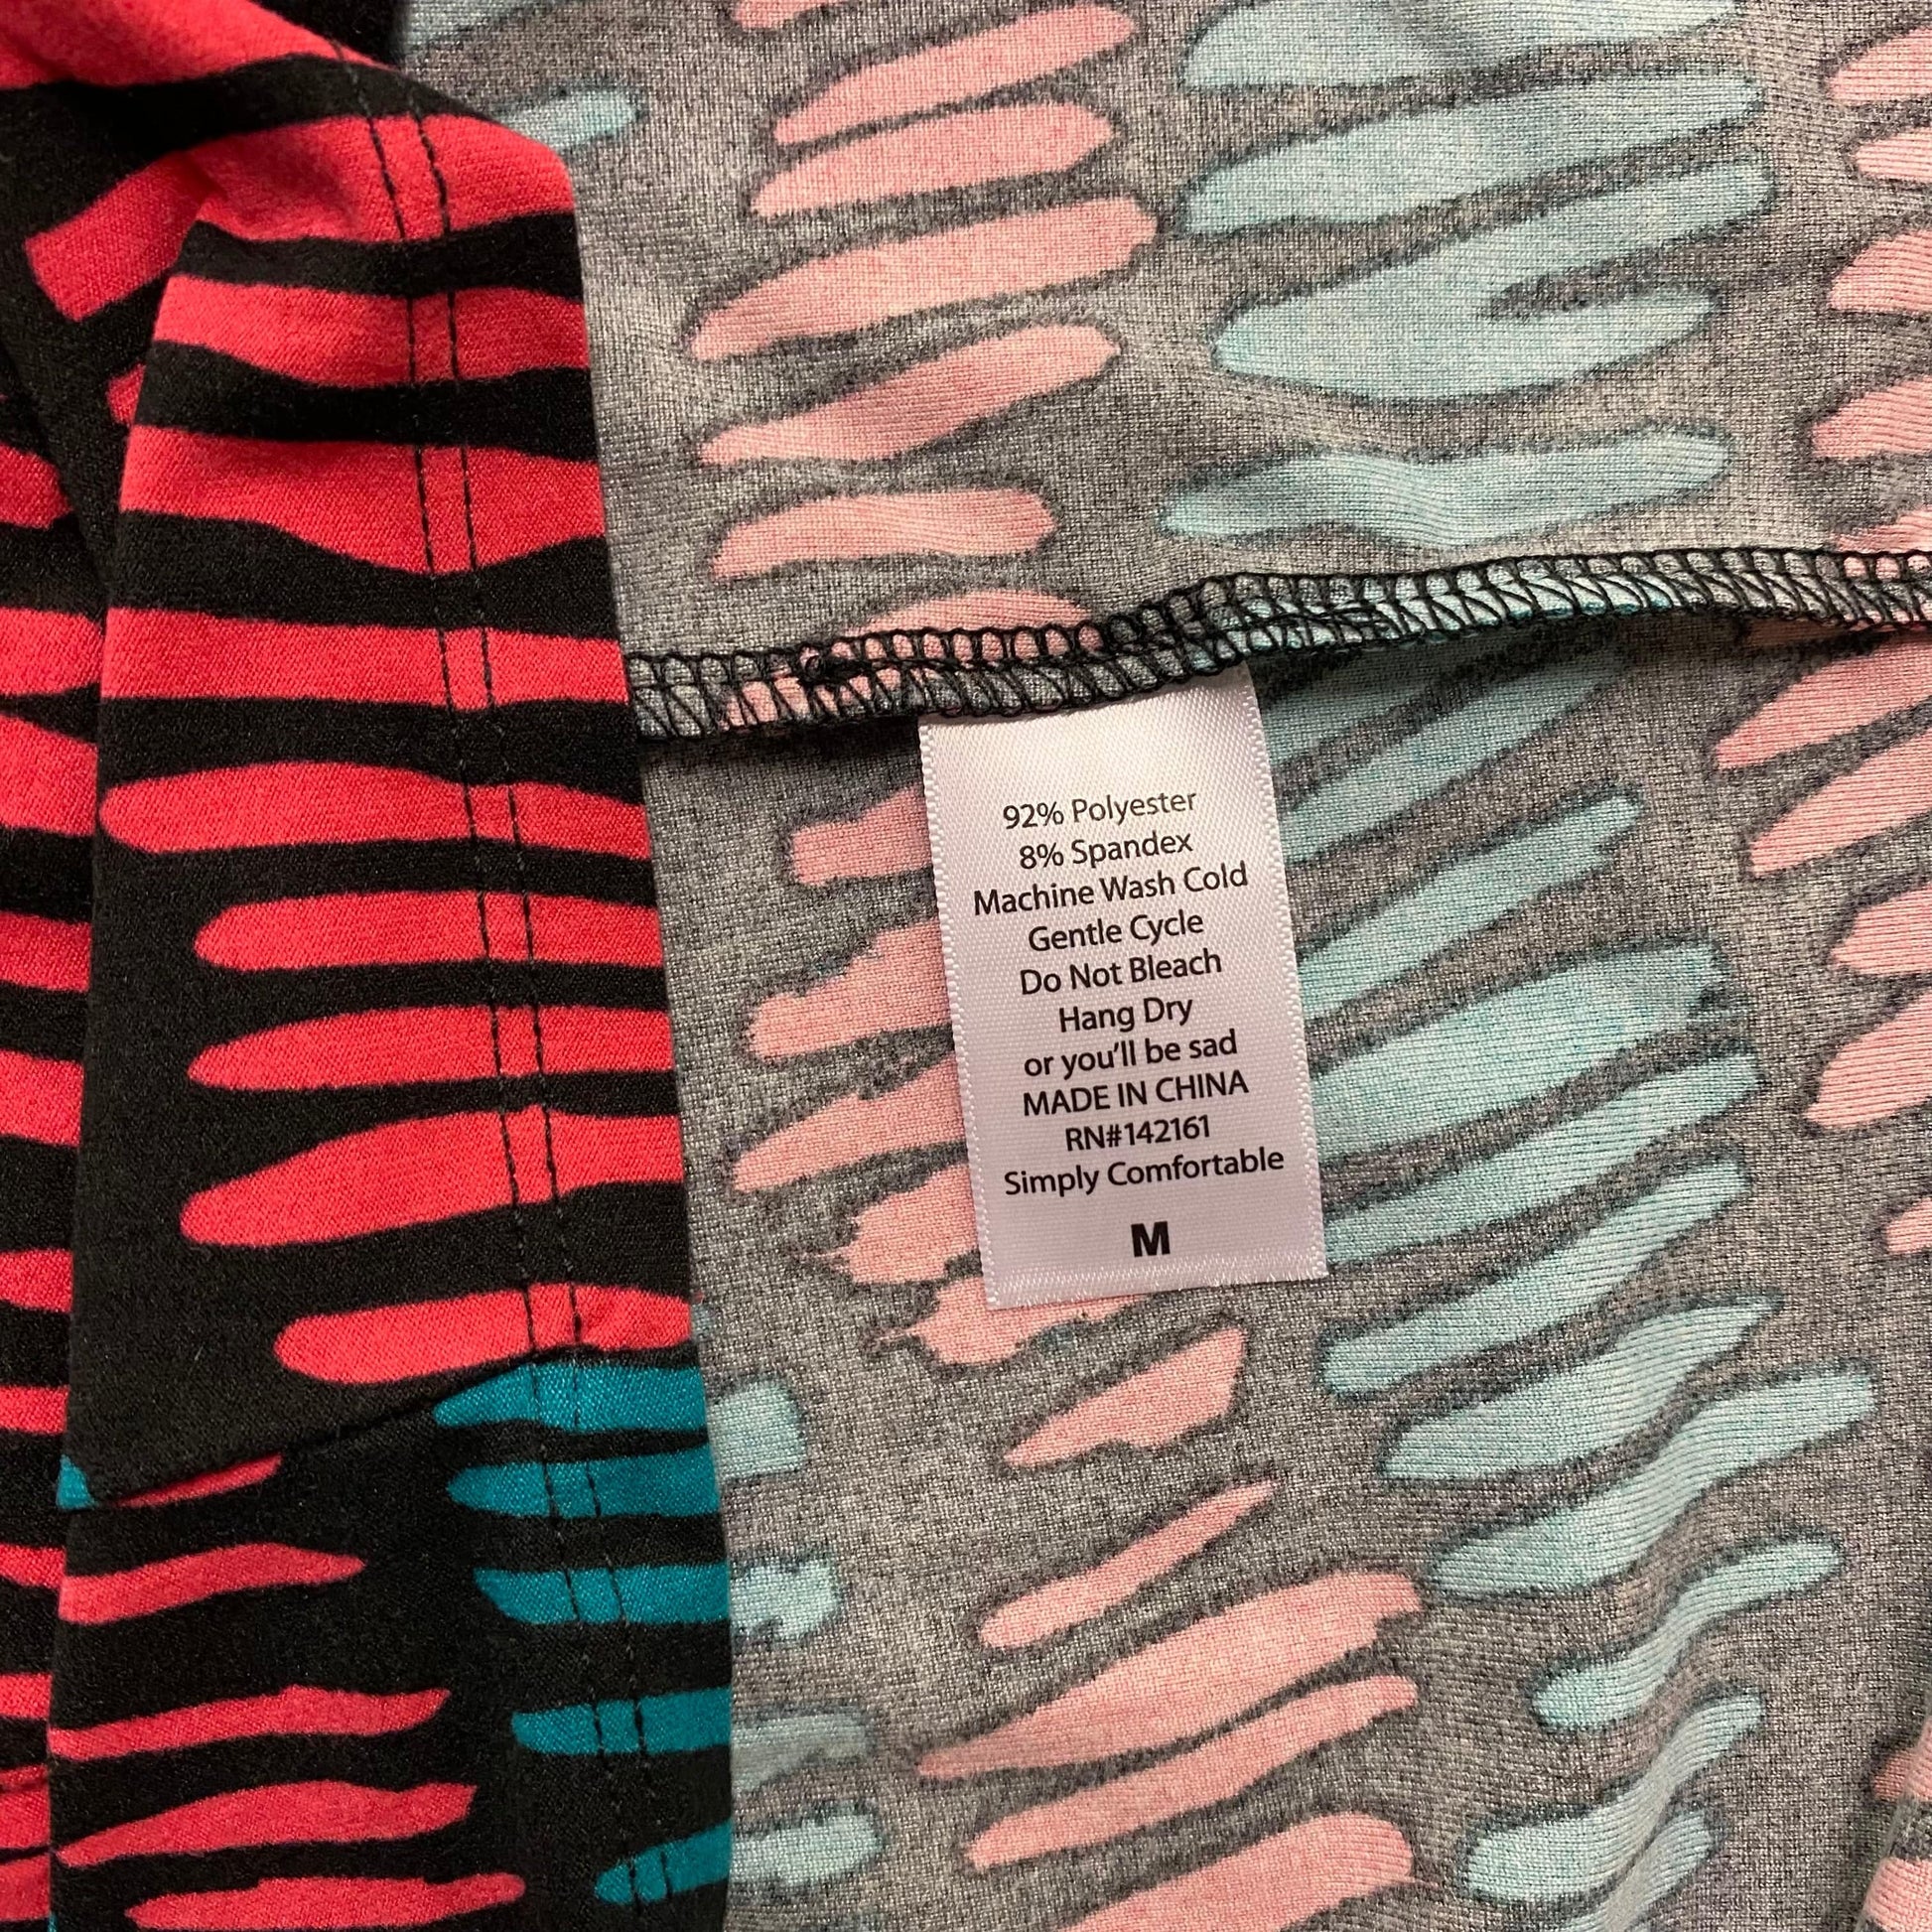 92% Polyester
8% Spandex
Machine Wash Cold
Gentle Cycle
Do Not Bleach
Hang Dry
or you'll be sad
MADE IN CHINA
RN#142161
Simply Comfortable
M